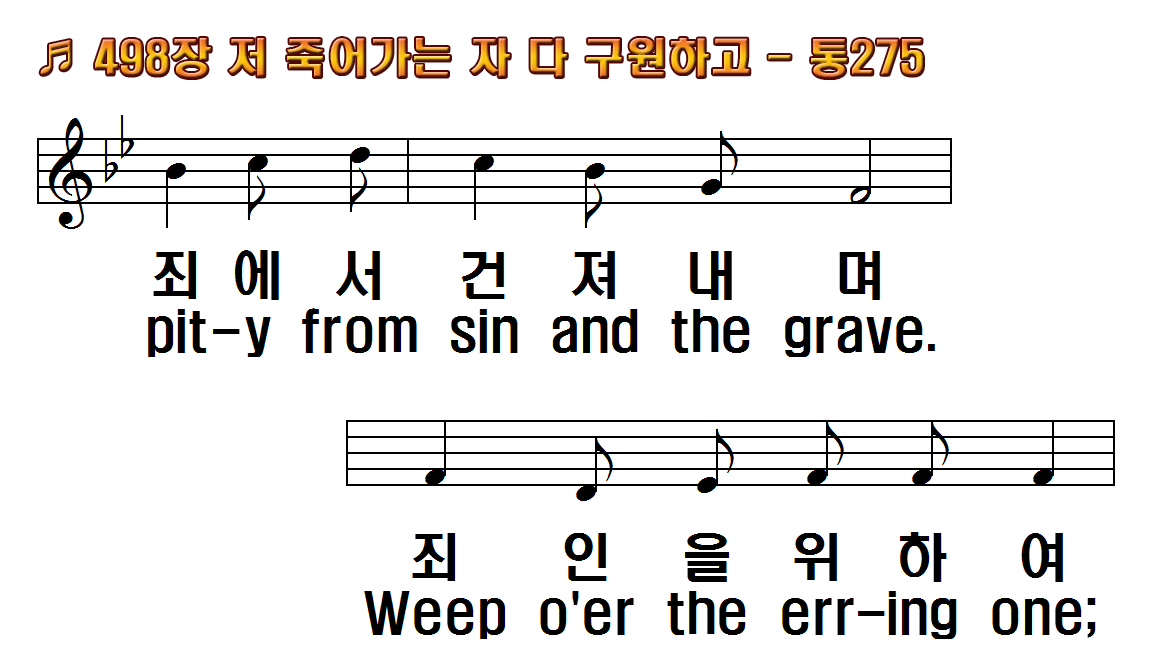 ♬ 498장 저 죽어가는 자 다 구원하고 - 통275
죄 에 서 건 져 내 며
pit-y from sin and the grave.
죄 인 을 위 하 여
Weep o'er the err-ing one;